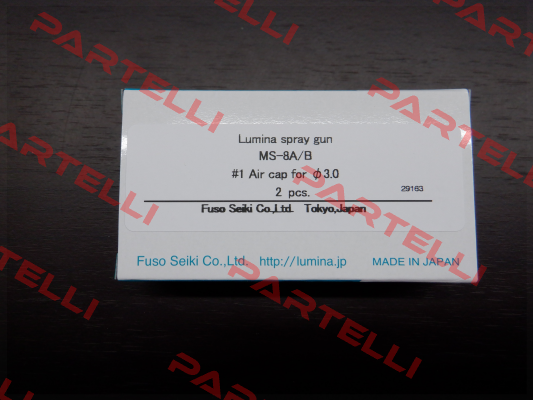 Lumina spray gun
MS-8A/B
#1 Air cap for φ3.0
2 pcs.
29163
Fuso Seiki Co.,Ltd. Tokyo,Japan
Fuso Seiki Co.,Ltd. http://lumina.jp MADE IN JAPAN
PARTELLI
PARTELLI
PARTELLI
PARTELLI
PARTELLI
PARTELLI
PARTELLI